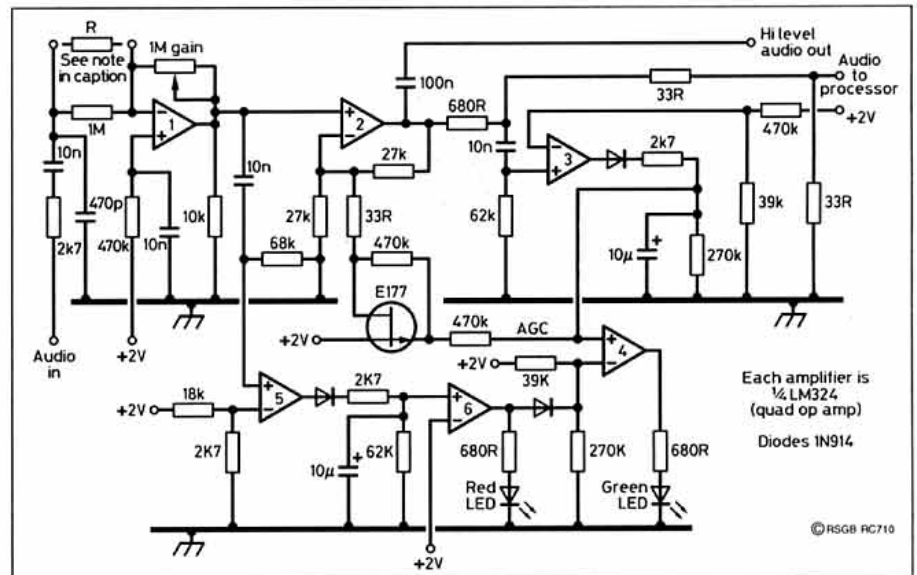 R
See note
in caption
1M gain
1M
10n
470p
2k7
470k
10n
10k
1
Audio
in
+2V
10n
68k
27k
33R
470k
27k
2
100n
680R
Hi level
audio out
Audio
to
processor
33R
10n
62k
3
2k7
470k
+2V
39k
33R
10µ
+
270k
E177
+2V
470k
AGC
+2V
39K
4
18k
+2V
2K7
5
2K7
10µ
+
62K
6
680R
Red
LED
270K
680R
Green
LED
+2V
Each amplifier is
¼ LM324
(quad op amp)
Diodes 1N914
© RSGB RC710